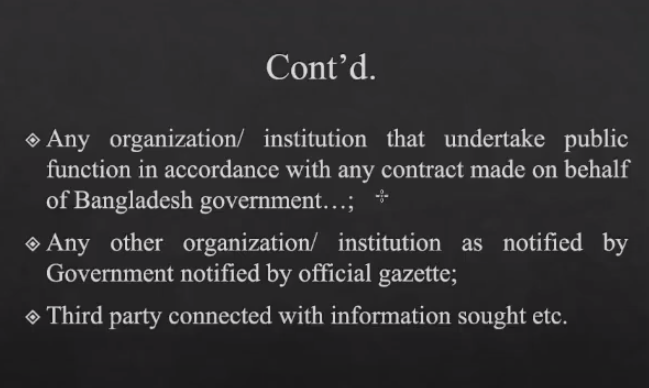 Cont’d.
Any organization/ institution that undertake public
function in accordance with any contract made on behalf
of Bangladesh government…;
Any other organization/ institution as notified by
Government notified by official gazette;
Third party connected with information sought etc.